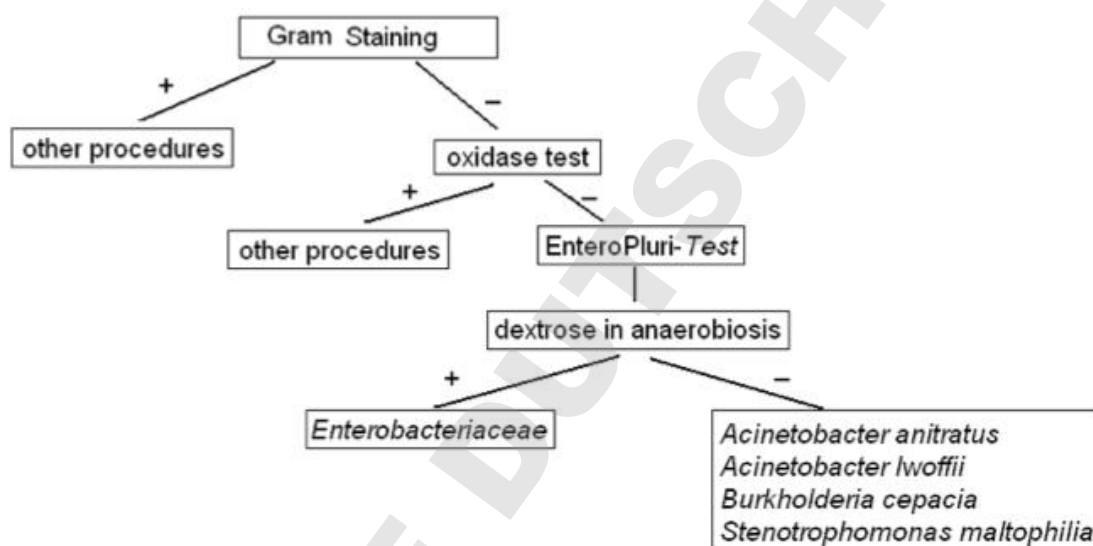 Gram Staining
+
−
other procedures
oxidase test
+
−
other procedures
EnteroPluri-Test
dextrose in anaerobiosis
+
−
Enterobacteriaceae
Acinetobacter anitratus
Acinetobacter lwoffii
Burkholderia cepacia
Stenotrophomonas maltophilia
DUTSCH